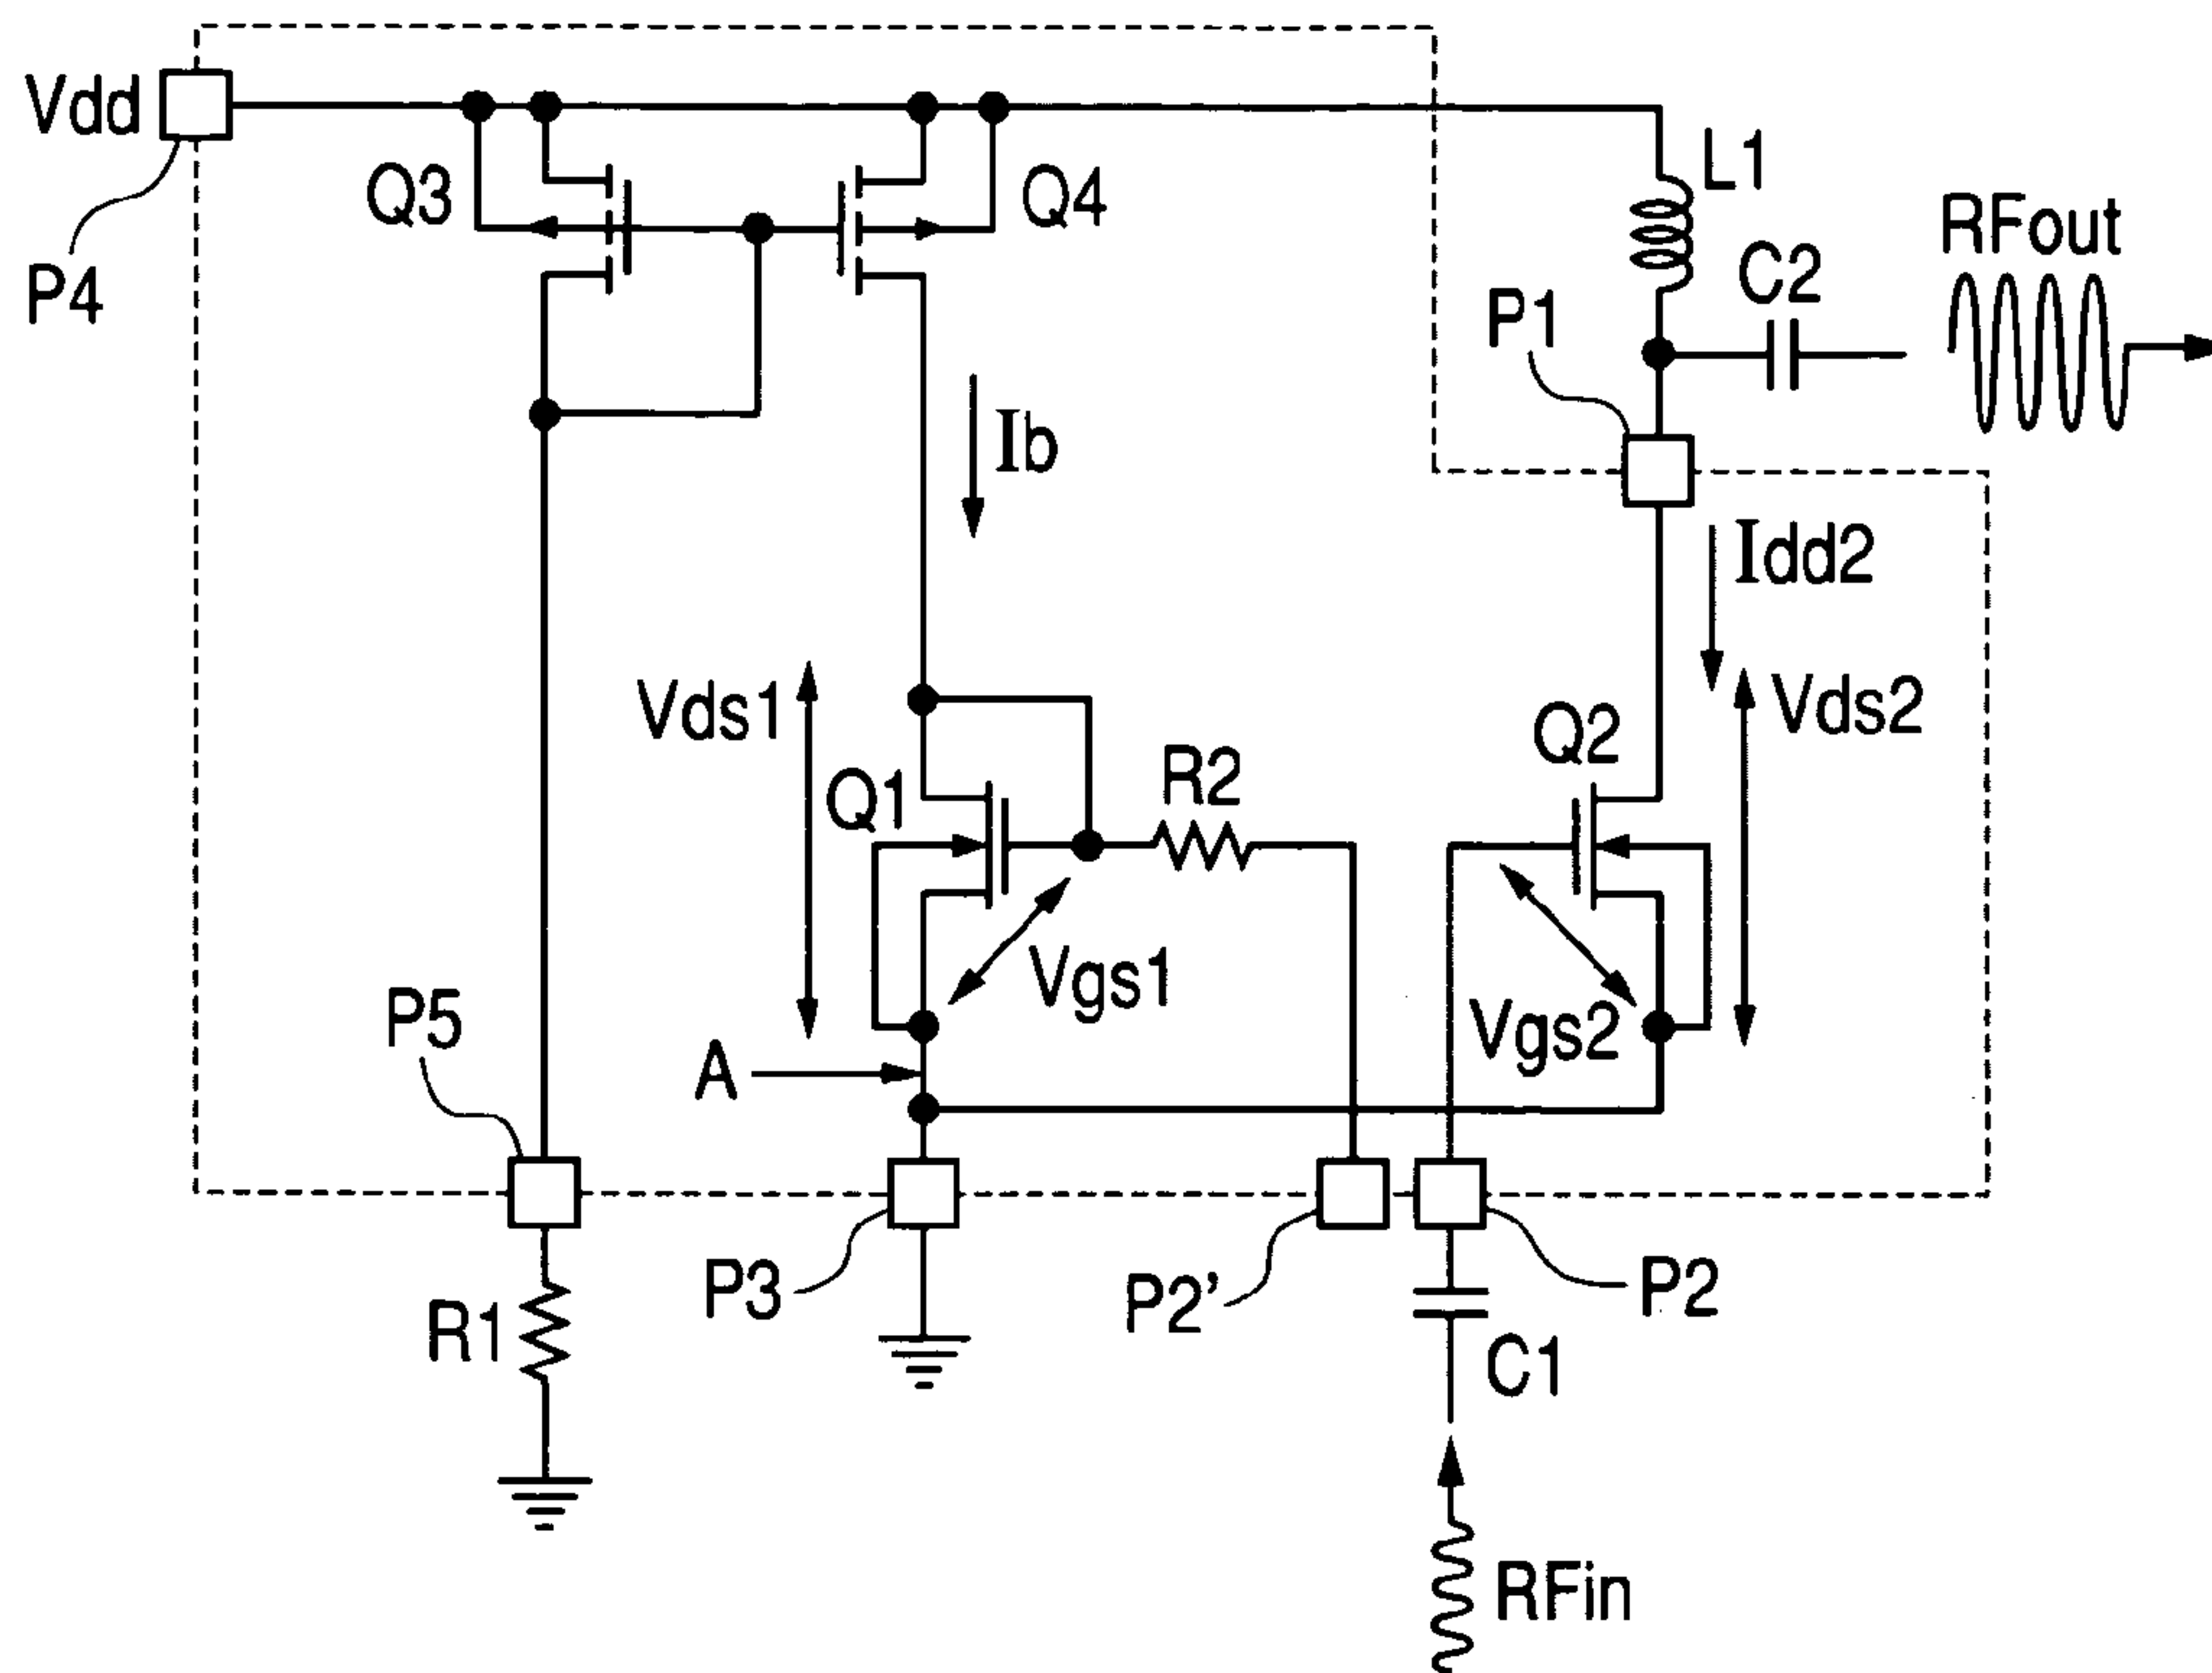 Vdd
P4
Q3
Q4
L1
RFout
C2
P1
Ib
Idd2
Vds1
Vds2
Q1
R2
Q2
Vgs1
Vgs2
P5
A
P3
P2'
P2
R1
C1
RFin